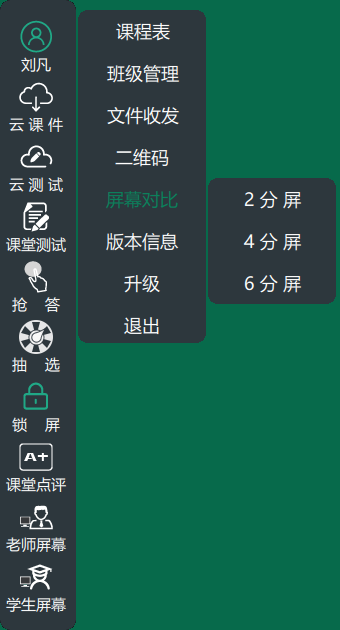 刘凡
云课件
云测试
课堂测试
抢 答
抽 选
锁 屏
A+
课堂点评
老师屏幕
学生屏幕
课程表
班级管理
文件收发
二维码
屏幕对比
版本信息
升级
退出
2分屏
4分屏
6分屏